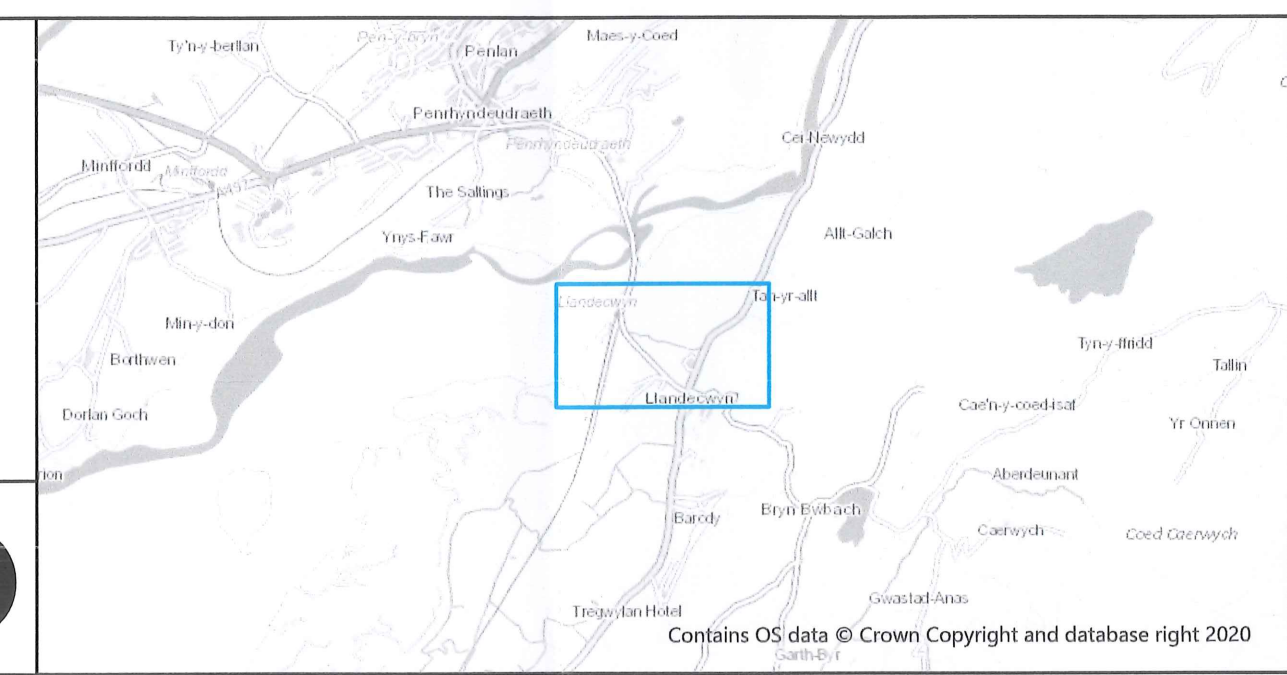 Pen-y-Bryn
Maes-y-Coed
Ty'n-y-berllan
Penlan
Penrhyndeudraeth
Penrhyndeudraeth
Cei-Newydd
Minffordd
Minffordd
A497
The Saltings
Allt-Galch
Ynys-Fawr
Llandecwyn
Tan-yr-allt
Min-y-don
Tyn-y-ffridd
Borthwen
Tallin
Llandecwyn
Cae'n-y-coed-isaf
Dorlan Goch
Yr Onnen
rion
Aberdeunant
Bryn Bwbach
Barcdy
Caerwych
Coed Caerwych
Gwastad-Anas
Tregwylan Hotel
Contains OS data © Crown Copyright and database right 2020
Garth-Byr